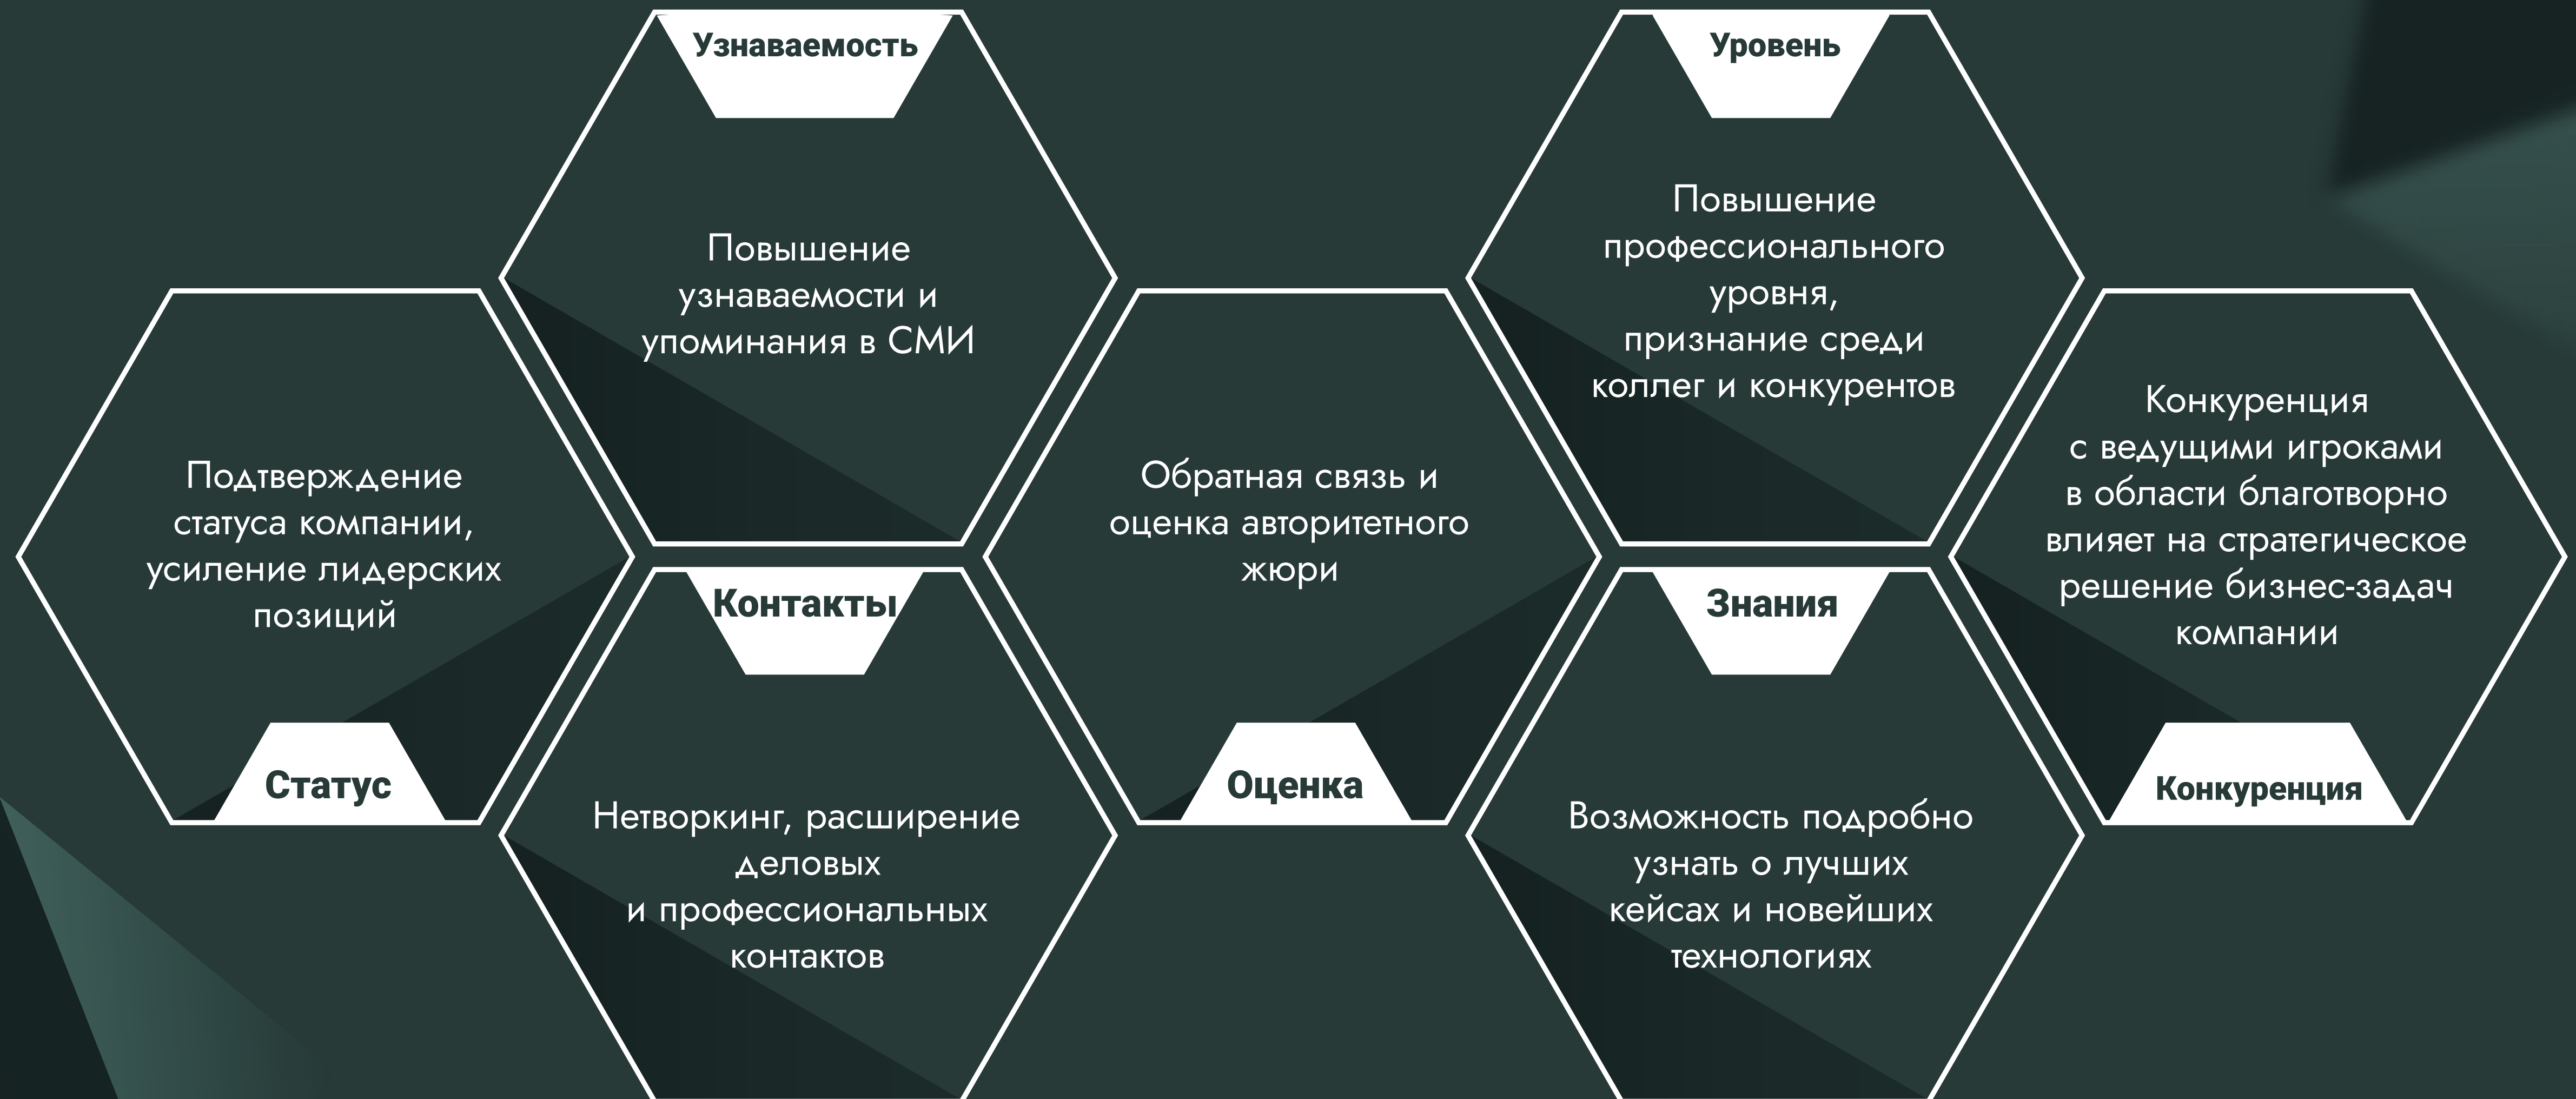 Подтверждение
статуса компании,
усиление лидерских
позиций
Статус
Узнаваемость
Повышение
узнаваемости и
упоминания в СМИ
Контакты
Нетворкинг, расширение
деловых
и профессиональных
контактов
Обратная связь и
оценка авторитетного
жюри
Оценка
Уровень
Повышение
профессионального
уровня,
признание среди
коллег и конкурентов
Знания
Возможность подробно
узнать о лучших
кейсах и новейших
технологиях
Конкуренция
с ведущими игроками
в области благотворно
влияет на стратегическое
решение бизнес-задач
компании
Конкуренция